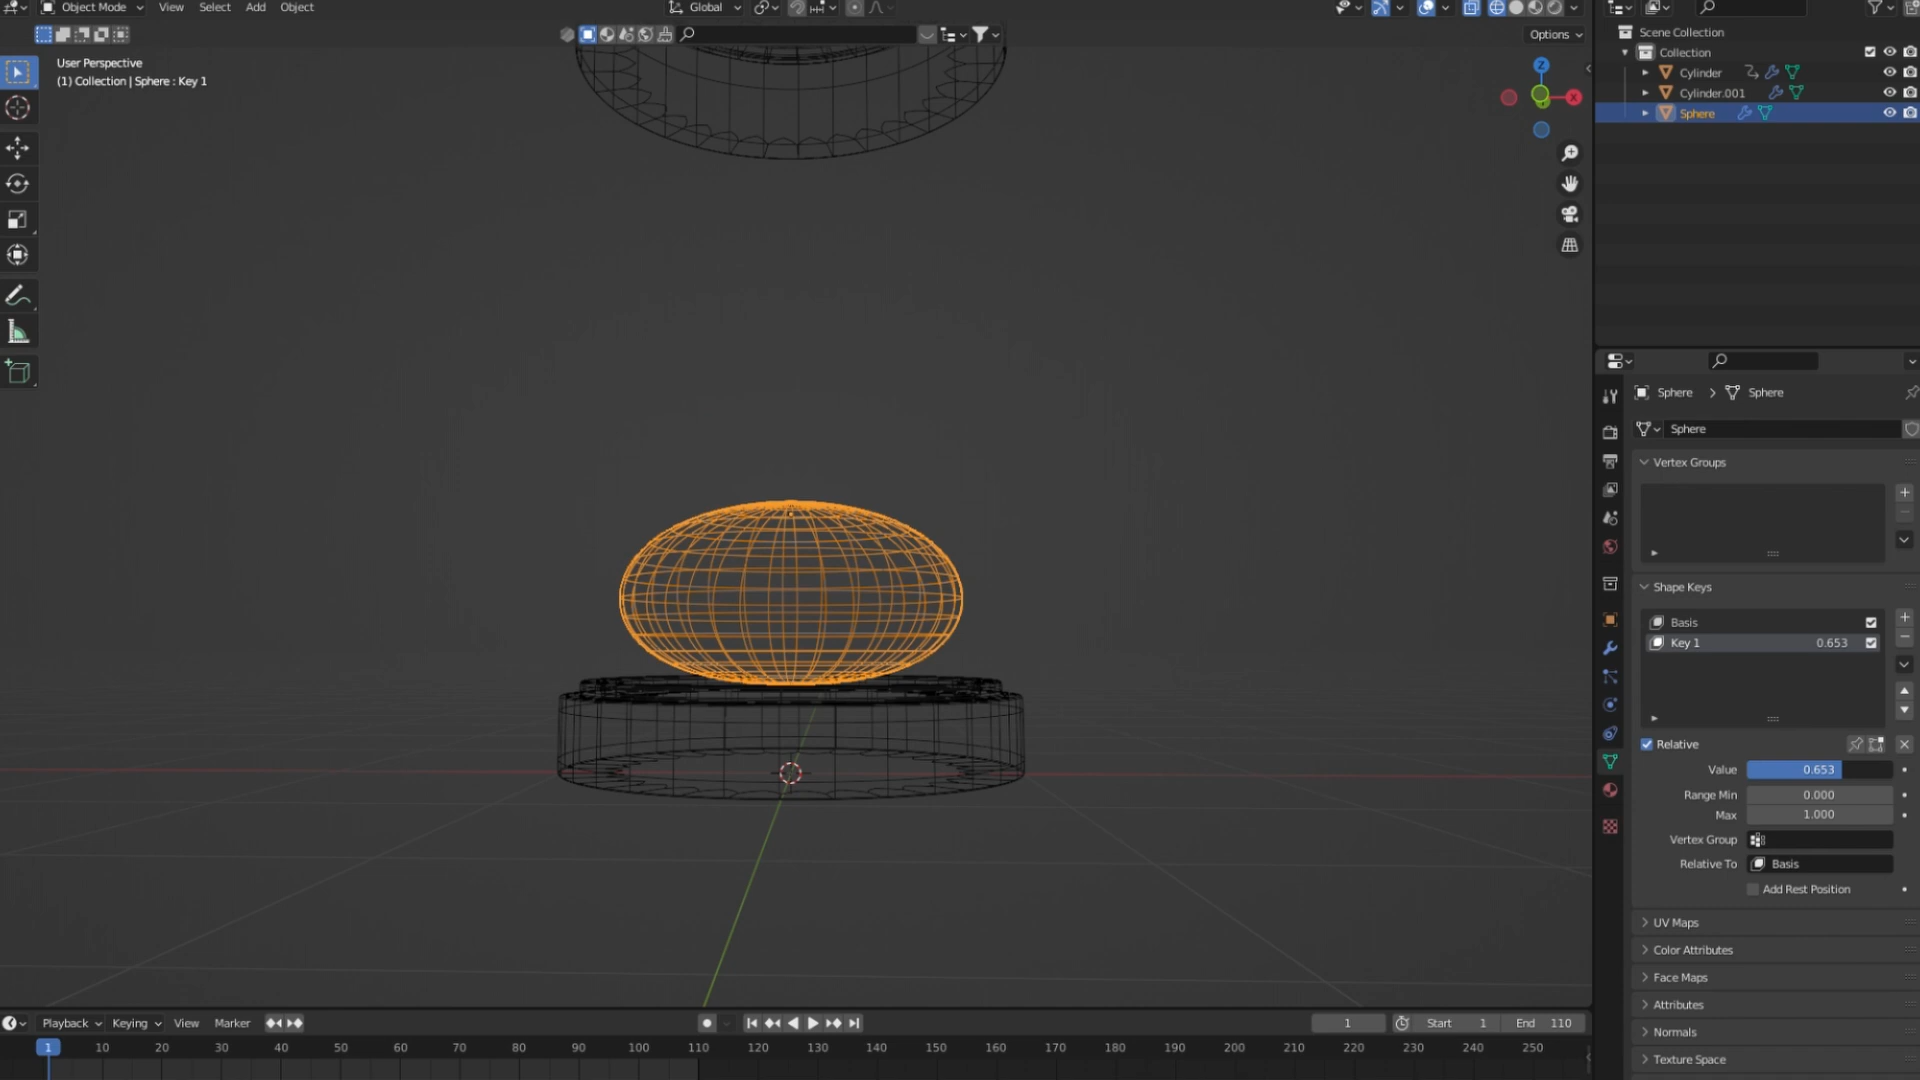 Object Mode View Select Add Object Global
Options
User Perspective
(1) Collection | Sphere : Key 1
Z
X
Scene Collection
Collection
Cylinder
Cylinder.001
Sphere
Sphere > Sphere
Sphere
Vertex Groups
Shape Keys
Basis
Key 1 0.653
Relative
Value 0.653
Range Min 0.000
Max 1.000
Vertex Group
Relative To Basis
Add Rest Position
UV Maps
Color Attributes
Face Maps
Attributes
Normals
Texture Space
Playback Keying View Marker 1 Start 1 End 110
1 10 20 30 40 50 60 70 80 90 100 110 120 130 140 150 160 170 180 190 200 210 220 230 240 250